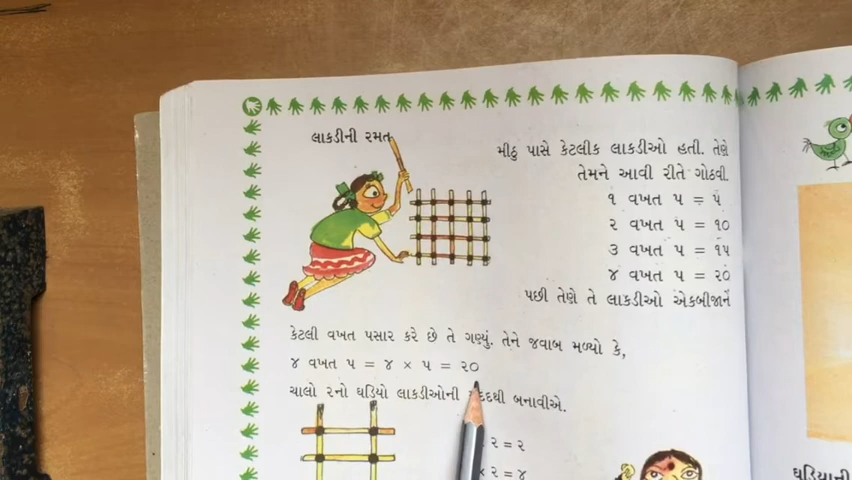 લાકડીની રમત
મીઠુ પાસે કેટલીક લાકડીઓ હતી. તેણે
તેમને આવી રીતે ગોઠવી.
૧ વખત ૫ = ૫
૨ વખત ૫ = ૧૦
૩ વખત ૫ = ૧૫
૪ વખત ૫ = ૨૦
પછી તેણે તે લાકડીઓ એકબીજાને
કેટલી વખત પસાર કરે છે તે ગણ્યું. તેને જવાબ મળ્યો કે,
૪ વખત ૫ = ૪ × ૫ = ૨૦
ચાલો ૨નો ઘડિયો લાકડીઓની મદદથી બનાવીએ.
૨ = ૨
× ૨ = ૪
ઘડિયાની